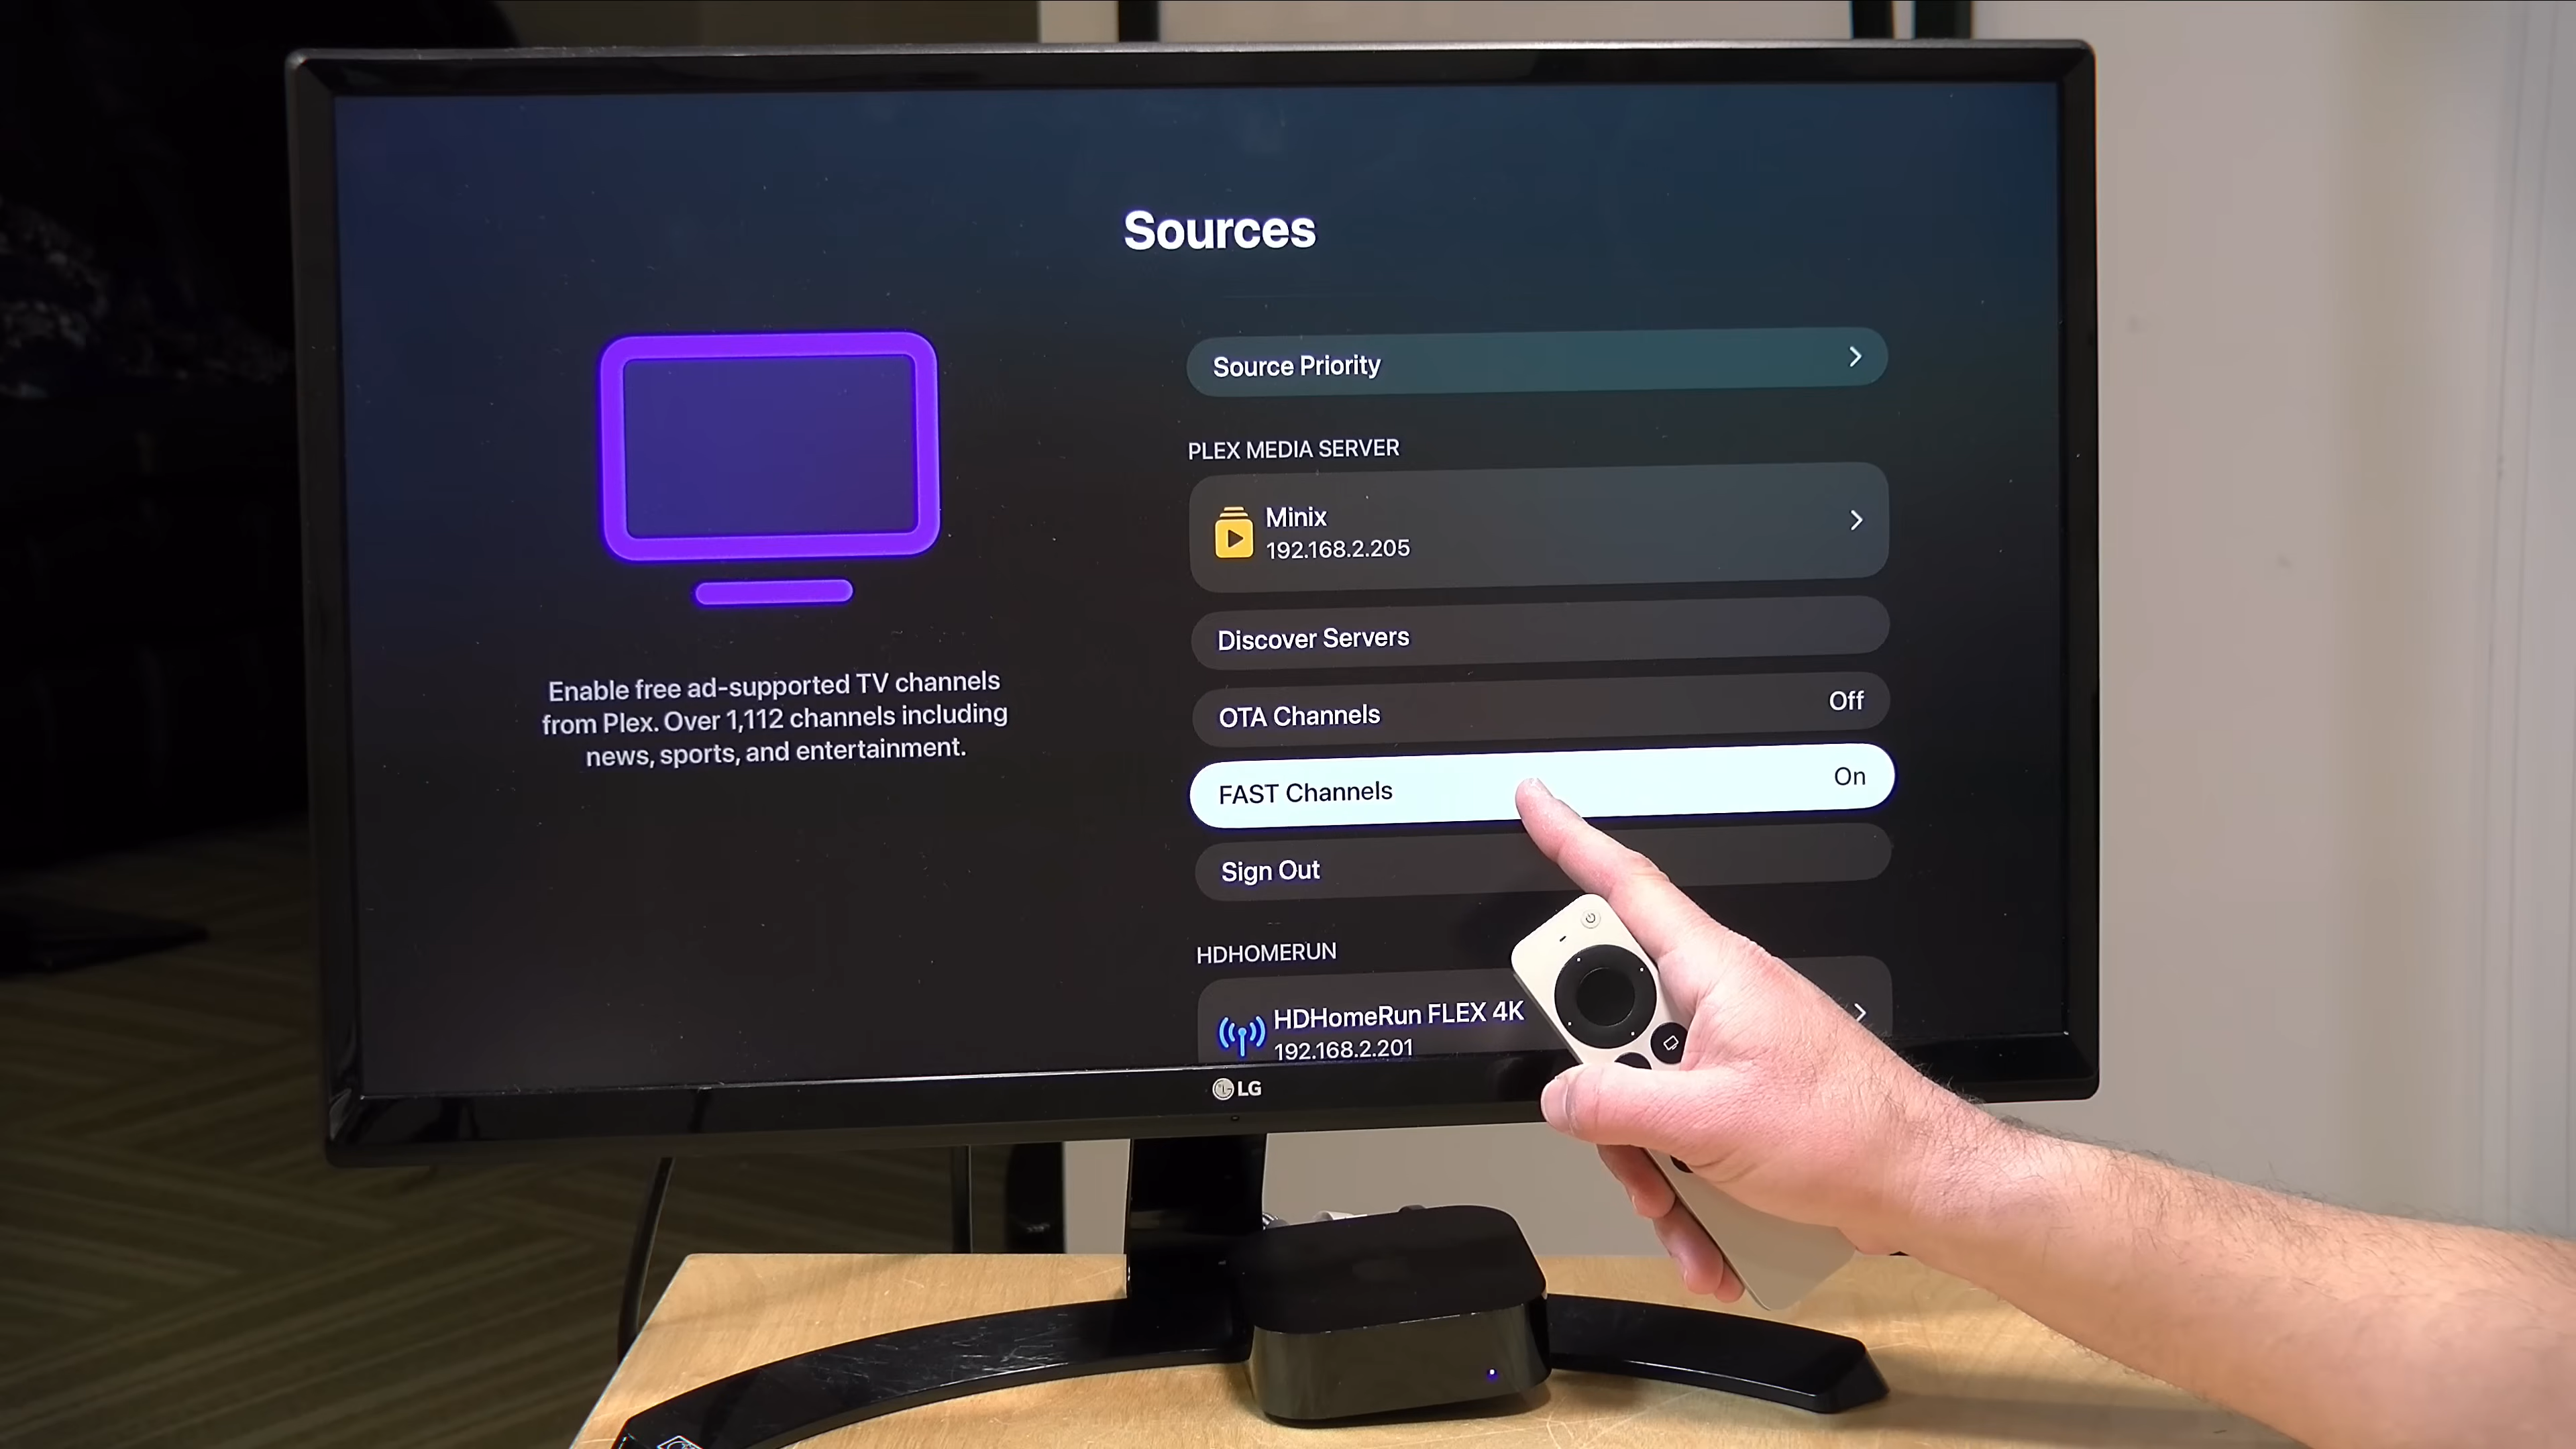 Sources
Source Priority
PLEX MEDIA SERVER
Minix
192.168.2.205
Discover Servers
OTA Channels Off
FAST Channels On
Sign Out
HDHOMERUN
HDHomeRun FLEX 4K
192.168.2.201
Enable free ad-supported TV channels
from Plex. Over 1,112 channels including
news, sports, and entertainment.
LG